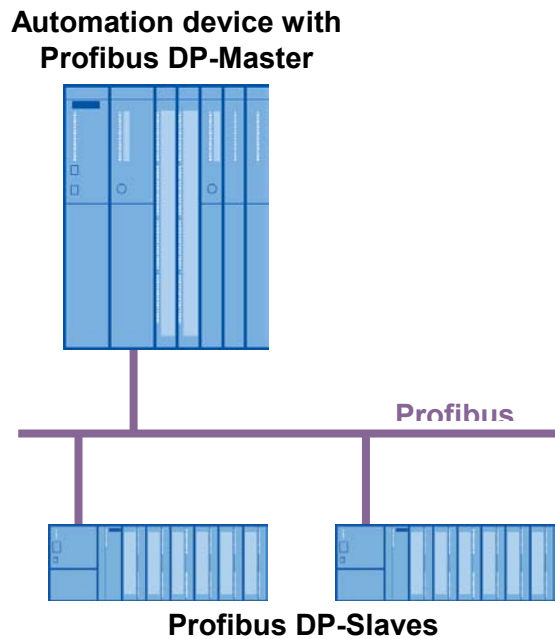 Automation device with
Profibus DP-Master
Profibus
Profibus DP-Slaves